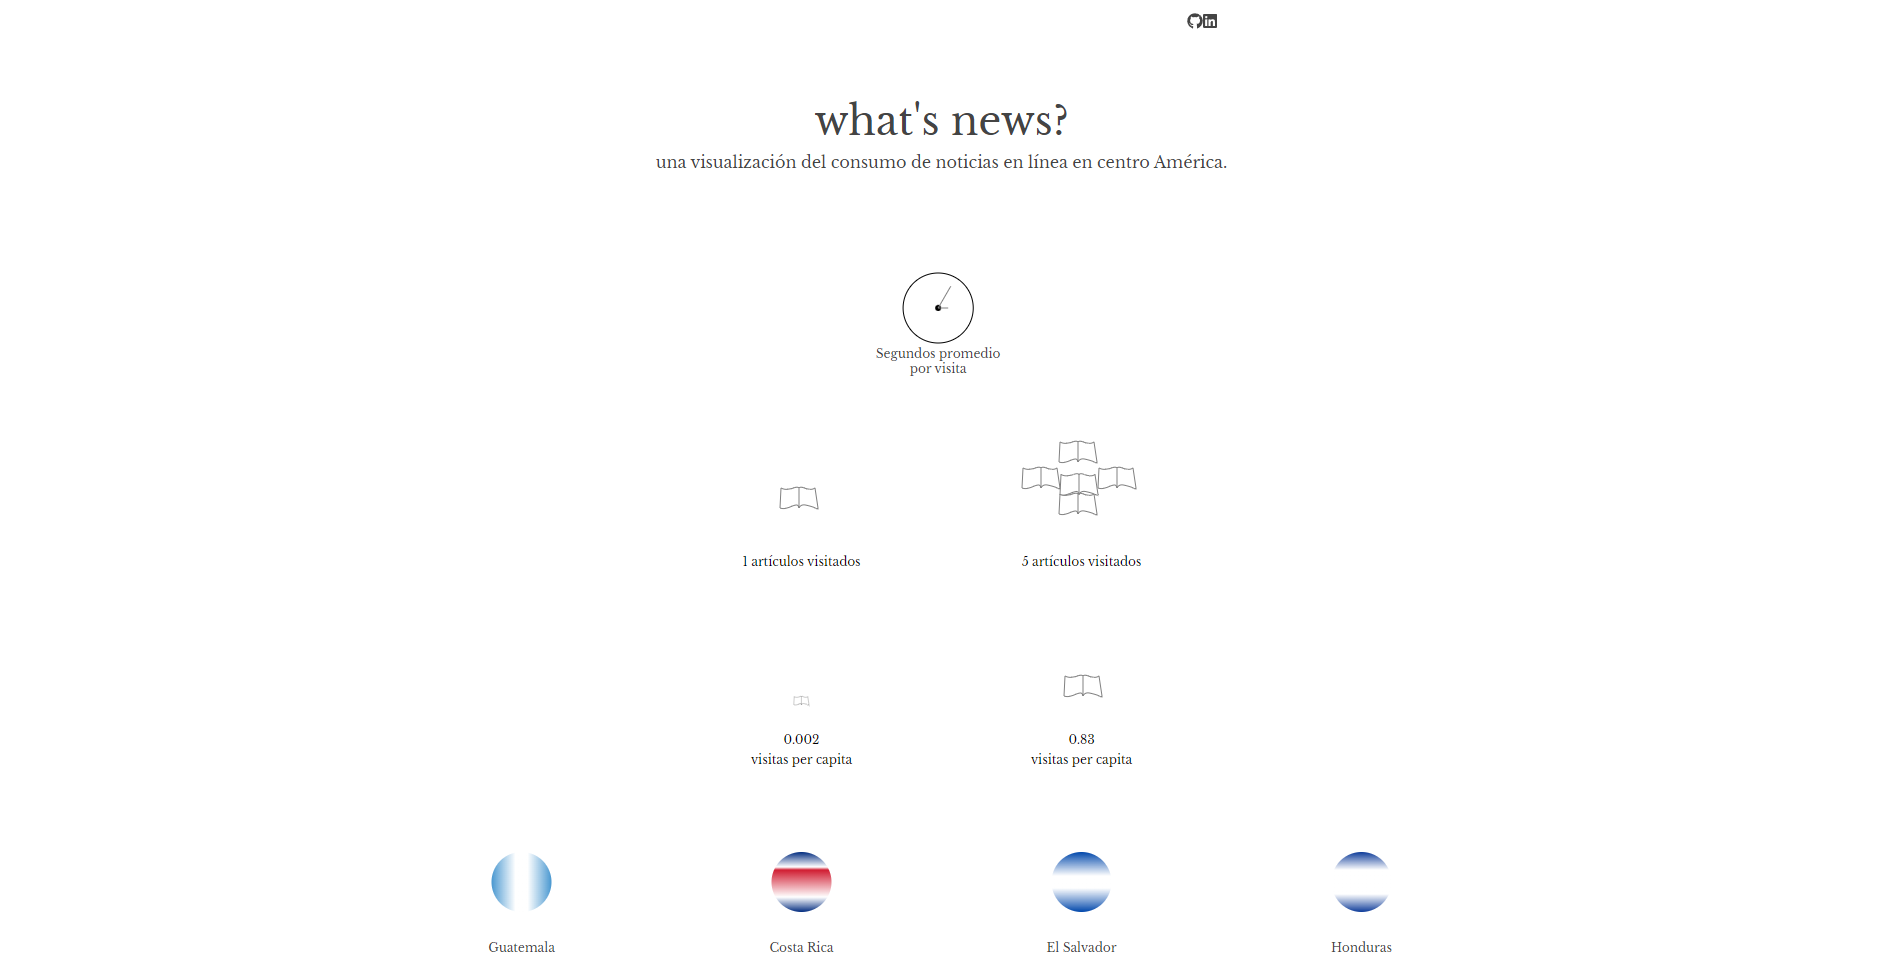 in
what's news?
una visualización del consumo de noticias en línea en centro América.
Segundos promedio
por visita
1 artículos visitados
5 artículos visitados
0.002
visitas per capita
0.83
visitas per capita
Guatemala
Costa Rica
El Salvador
Honduras